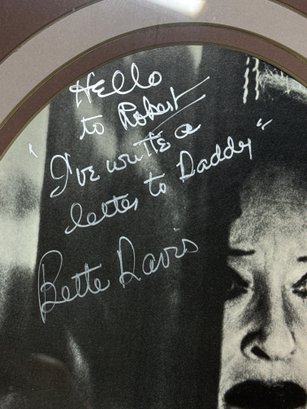 Hello
to Robert
"I've written a
letter to Daddy"
Bette Davis